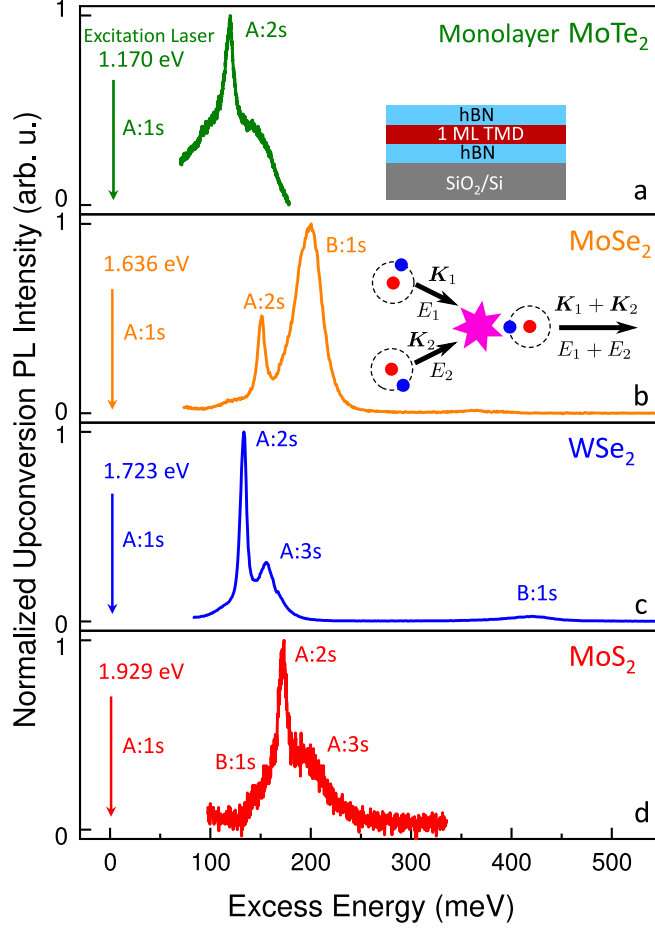 Normalized Upconversion PL Intensity (arb. u.)
1
Excitation Laser
1.170 eV
A:1s
A:2s
Monolayer MoTe₂
hBN
1 ML TMD
hBN
SiO₂/Si
0
a
1
1.636 eV
A:1s
A:2s
B:1s
MoSe₂
K₁
E₁
K₂
E₂
K₁ + K₂
E₁ + E₂
0
b
1
1.723 eV
A:1s
A:2s
A:3s
WSe₂
B:1s
0
c
1
1.929 eV
A:1s
B:1s
A:2s
A:3s
MoS₂
0
d
0 100 200 300 400 500
Excess Energy (meV)